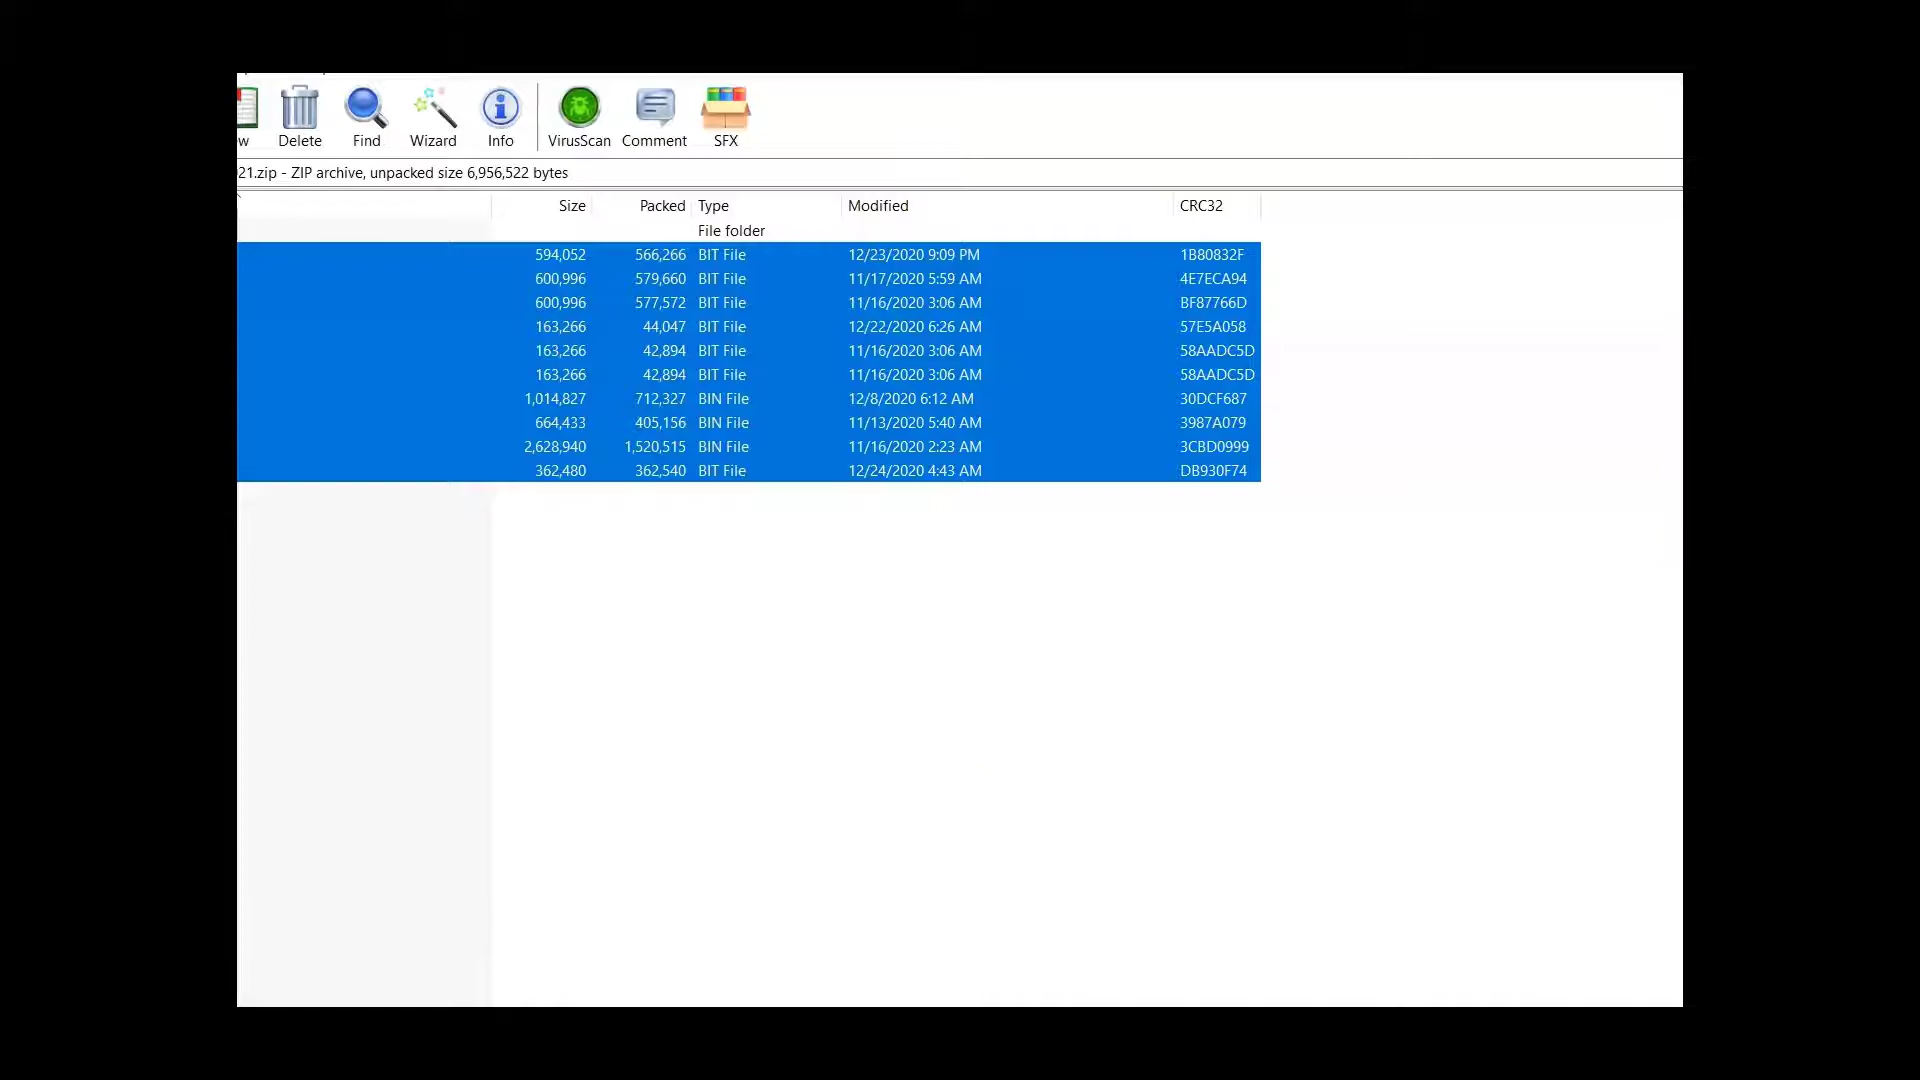 w Delete Find Wizard Info VirusScan Comment SFX
21.zip - ZIP archive, unpacked size 6,956,522 bytes
Size Packed Type Modified CRC32
File folder
594,052 566,266 BIT File 12/23/2020 9:09 PM 1B80832F
600,996 579,660 BIT File 11/17/2020 5:59 AM 4E7ECA94
600,996 577,572 BIT File 11/16/2020 3:06 AM BF87766D
163,266 44,047 BIT File 12/22/2020 6:26 AM 57E5A058
163,266 42,894 BIT File 11/16/2020 3:06 AM 58AADC5D
163,266 42,894 BIT File 11/16/2020 3:06 AM 58AADC5D
1,014,827 712,327 BIN File 12/8/2020 6:12 AM 30DCF687
664,433 405,156 BIN File 11/13/2020 5:40 AM 3987A079
2,628,940 1,520,515 BIN File 11/16/2020 2:23 AM 3CBD0999
362,480 362,540 BIT File 12/24/2020 4:43 AM DB930F74